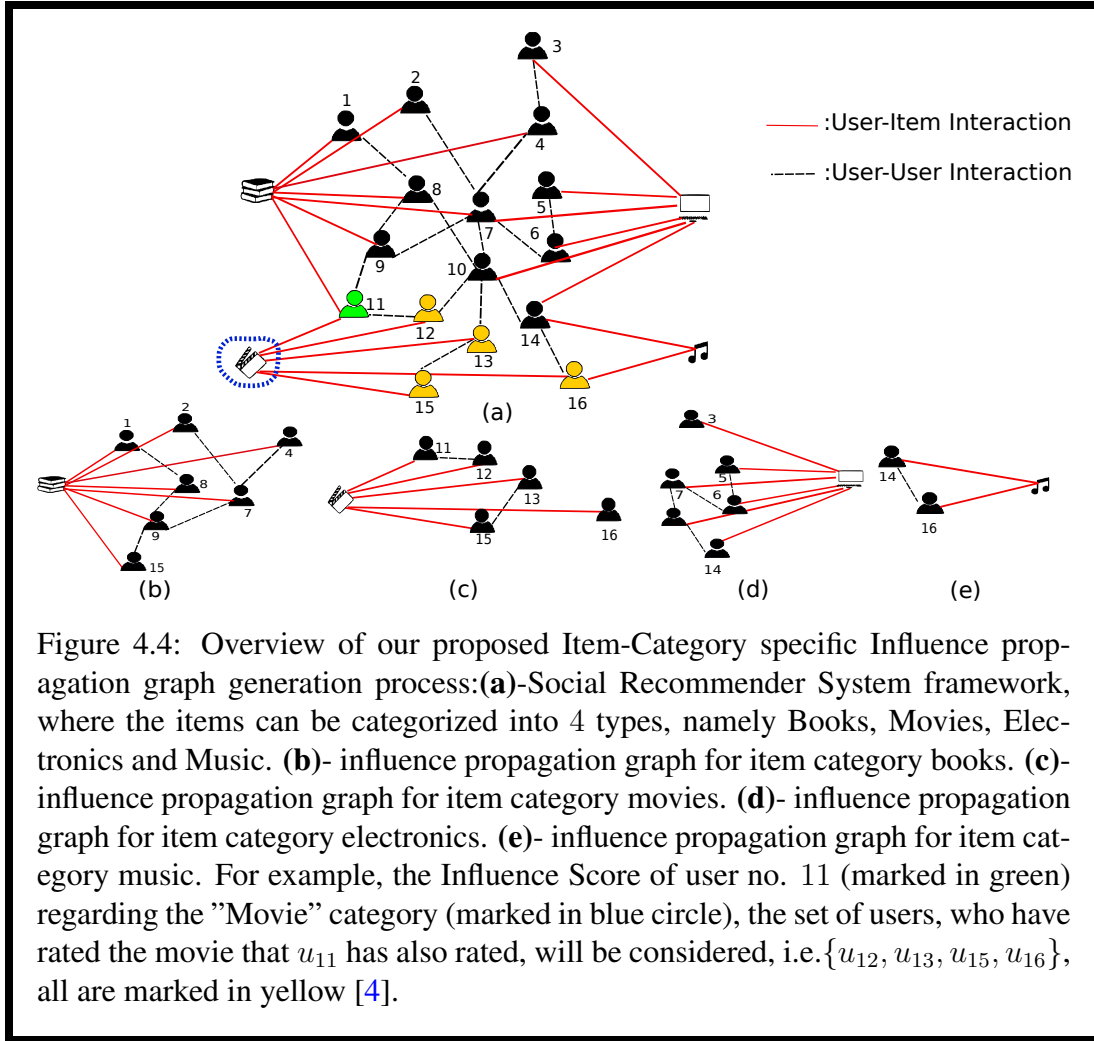 3
2
1
:User-Item Interaction
4
:User-User Interaction
8
5
7
6
9
10
11
12
14
13
15
(a)
16
2
1
3
4
11
5
14
8
12
7
7
6
13
9
16
15
16
15
14
(b)
(c)
(d)
(e)
Figure 4.4: Overview of our proposed Item-Category specific Influence prop-
agation graph generation process:(a)-Social Recommender System framework,
where the items can be categorized into 4 types, namely Books, Movies, Elec-
tronics and Music. (b)- influence propagation graph for item category books. (c)-
influence propagation graph for item category movies. (d)- influence propagation
graph for item category electronics. (e)- influence propagation graph for item cat-
egory music. For example, the Influence Score of user no. 11 (marked in green)
regarding the ”Movie” category (marked in blue circle), the set of users, who have
rated the movie that u11 has also rated, will be considered, i.e.{u12, u13, u15, u16},
all are marked in yellow [4].